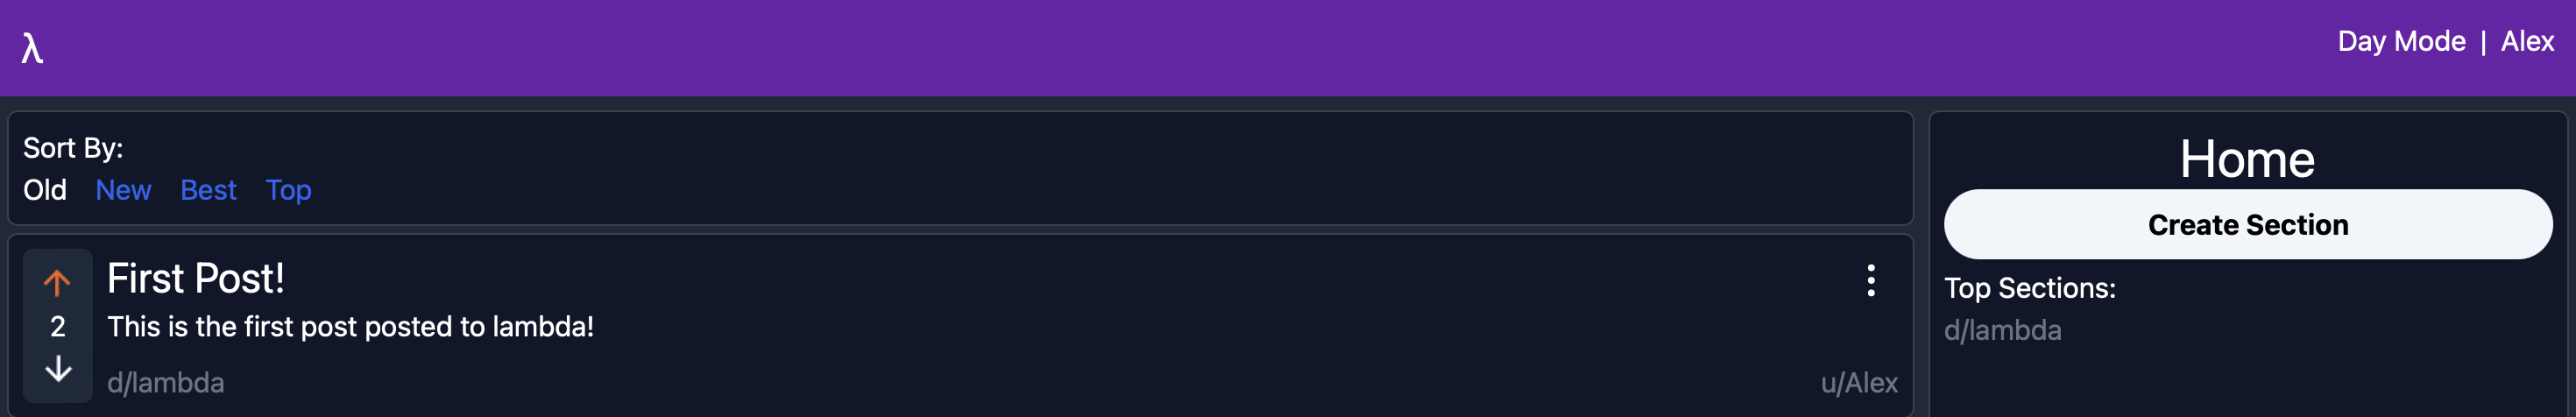 λ
Day Mode | Alex
Sort By:
Old New Best Top
First Post!
2
This is the first post posted to lambda!
d/lambda
u/Alex
Home
Create Section
Top Sections:
d/lambda